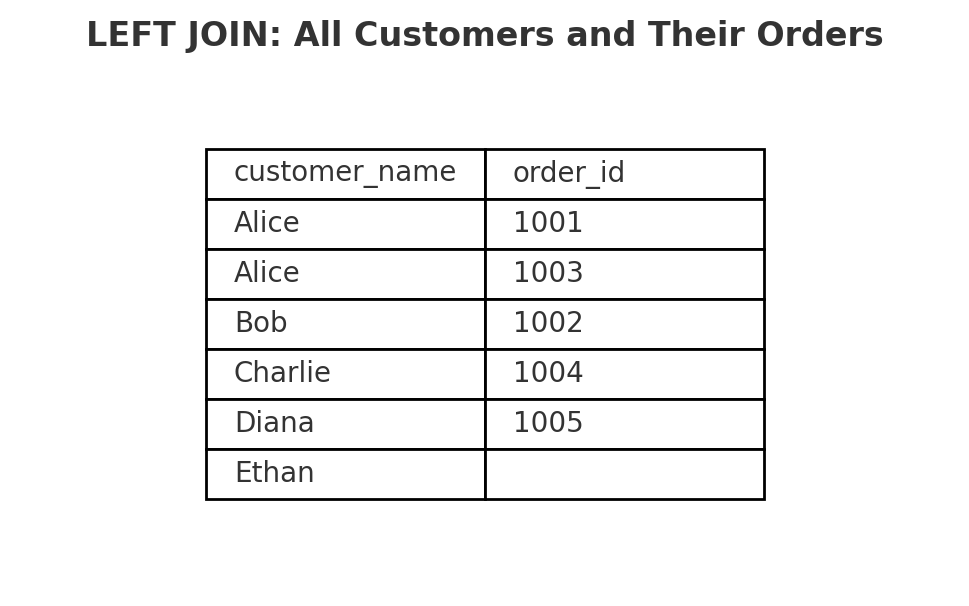 LEFT JOIN: All Customers and Their Orders
customer_name order_id
Alice 1001
Alice 1003
Bob 1002
Charlie 1004
Diana 1005
Ethan